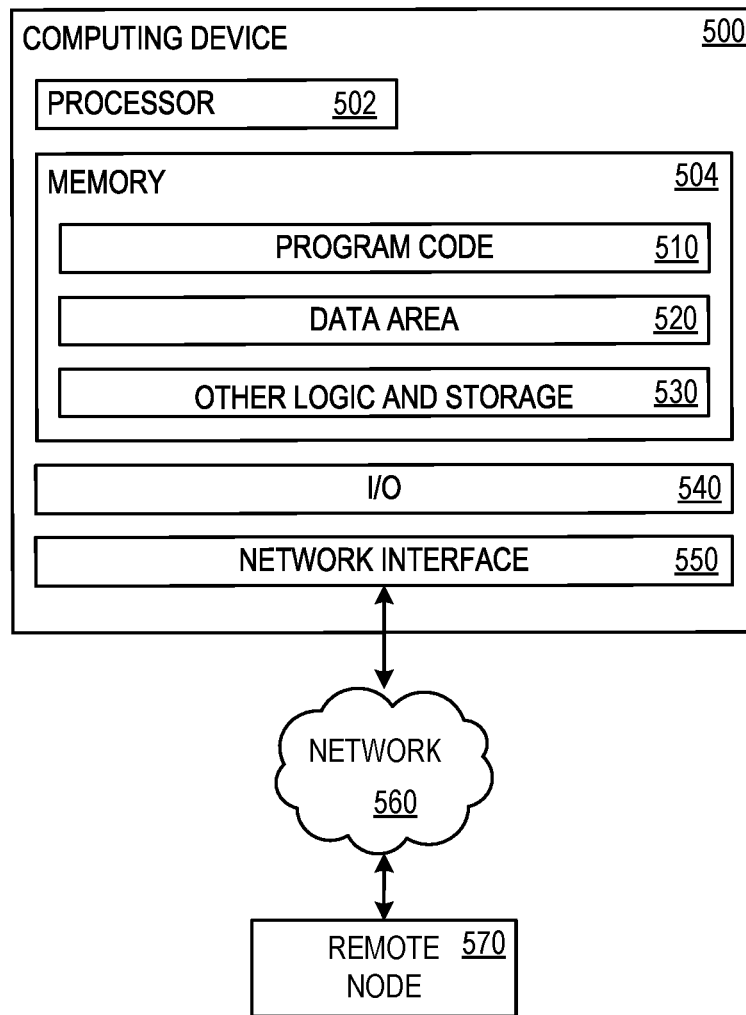 COMPUTING DEVICE 500
PROCESSOR 502
MEMORY 504
PROGRAM CODE 510
DATA AREA 520
OTHER LOGIC AND STORAGE 530
I/O 540
NETWORK INTERFACE 550
NETWORK
560
REMOTE 570
NODE